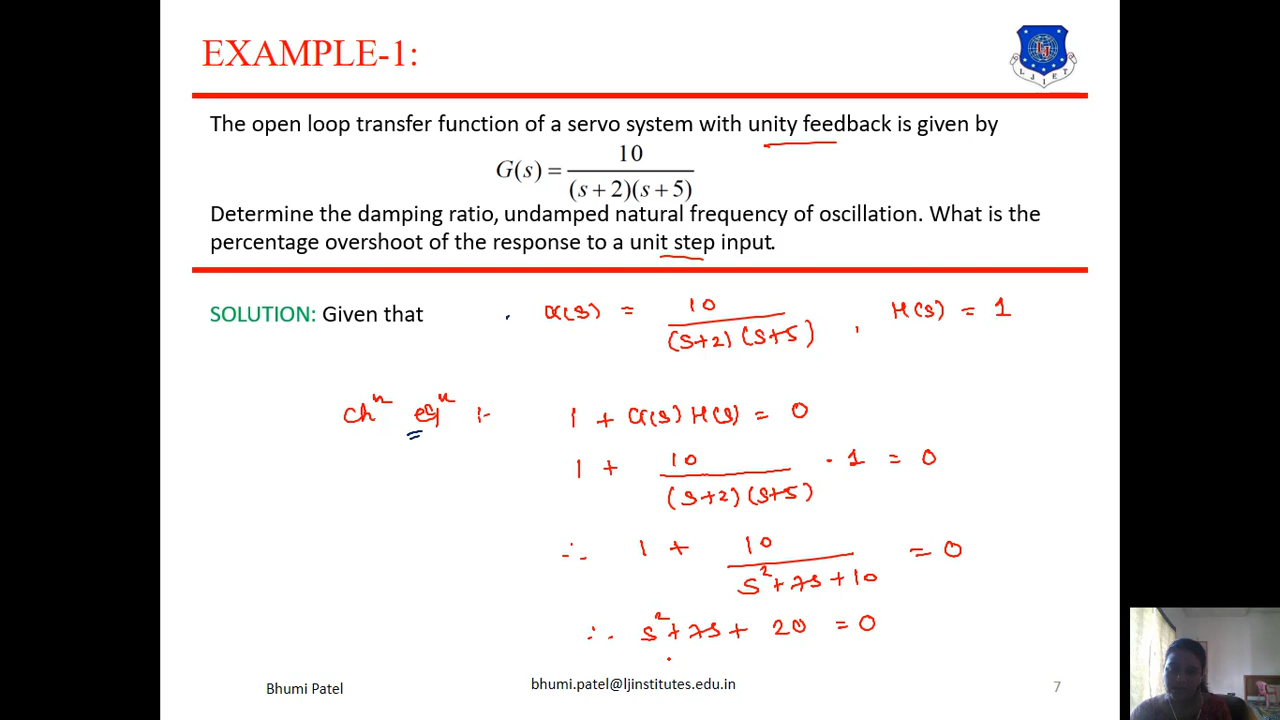 EXAMPLE-1:
LJIET
The open loop transfer function of a servo system with unity feedback is given by
G(s) = 10 / (s+2)(s+5)
Determine the damping ratio, undamped natural frequency of oscillation. What is the
percentage overshoot of the response to a unit step input.
SOLUTION: Given that G(s) = 10 / (s+2)(s+5) , H(s) = 1
Chⁿ eqⁿ :- 1 + G(s) H(s) = 0
1 + 10 / (s+2)(s+5) · 1 = 0
∴ 1 + 10 / s²+7s+10 = 0
∴ s²+7s+ 20 = 0
Bhumi Patel bhumi.patel@ljinstitutes.edu.in 7